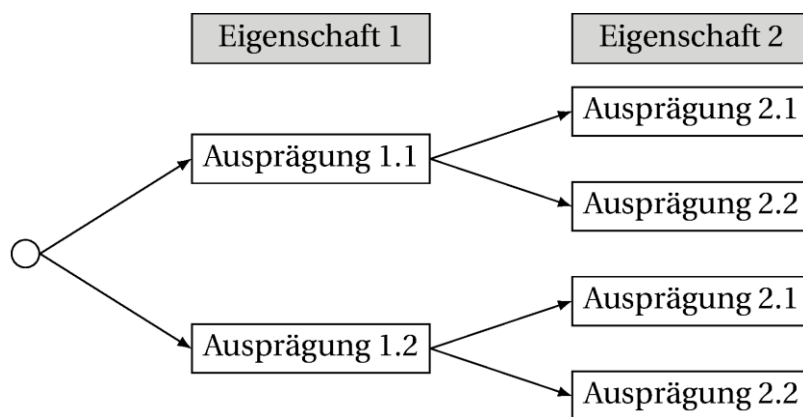 Eigenschaft 1
Eigenschaft 2
Ausprägung 1.1
Ausprägung 2.1
Ausprägung 2.2
Ausprägung 1.2
Ausprägung 2.1
Ausprägung 2.2